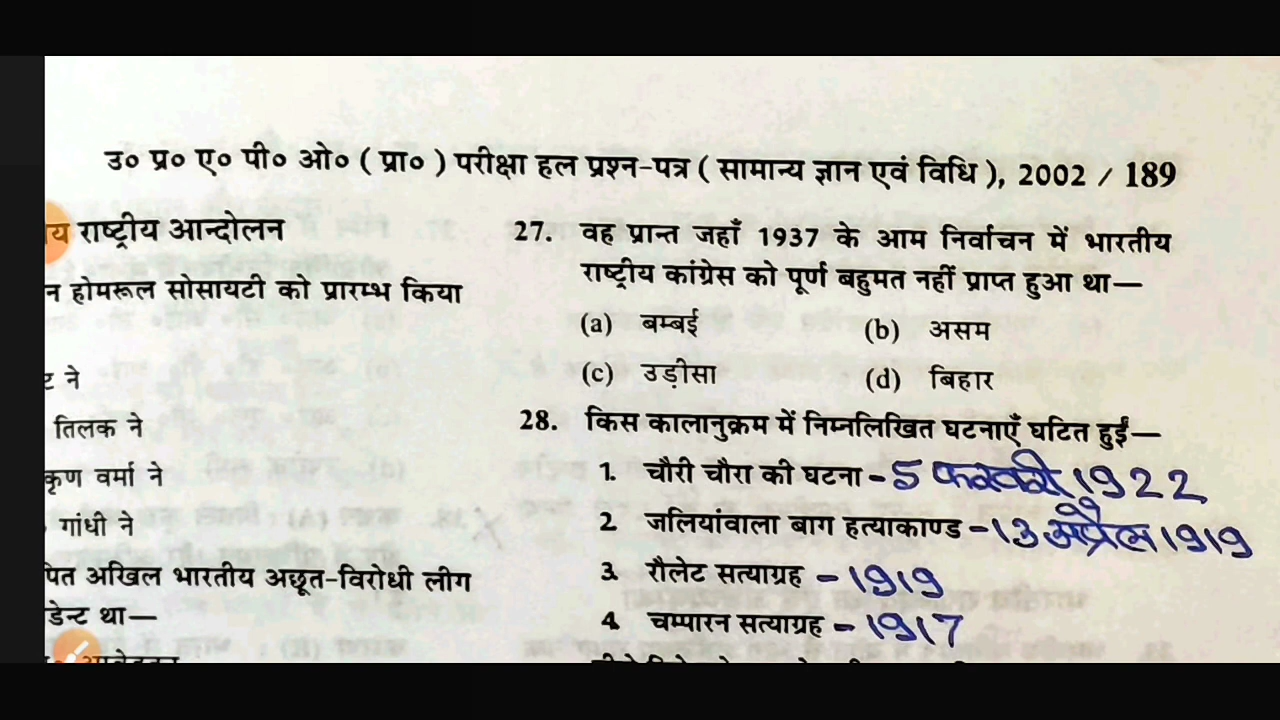 उ० प्र० ए० पी० ओ० ( प्रा० ) परीक्षा हल प्रश्न-पत्र ( सामान्य ज्ञान एवं विधि ), 2002 / 189
य राष्ट्रीय आन्दोलन
न होमरूल सोसायटी को प्रारम्भ किया
ट ने
तिलक ने
कृण वर्मा ने
गांधी ने
पित अखिल भारतीय अछूत-विरोधी लीग
डेन्ट था—
27. वह प्रान्त जहाँ 1937 के आम निर्वाचन में भारतीय
राष्ट्रीय कांग्रेस को पूर्ण बहुमत नहीं प्राप्त हुआ था—
(a) बम्बई (b) असम
(c) उड़ीसा (d) बिहार
28. किस कालानुक्रम में निम्नलिखित घटनाएँ घटित हुईं—
1. चौरी चौरा की घटना - 5 फरवरी 1922
2. जलियांवाला बाग हत्याकाण्ड - 13 अप्रैल 1919
3. रौलेट सत्याग्रह - 1919
4. चम्पारन सत्याग्रह - 1917